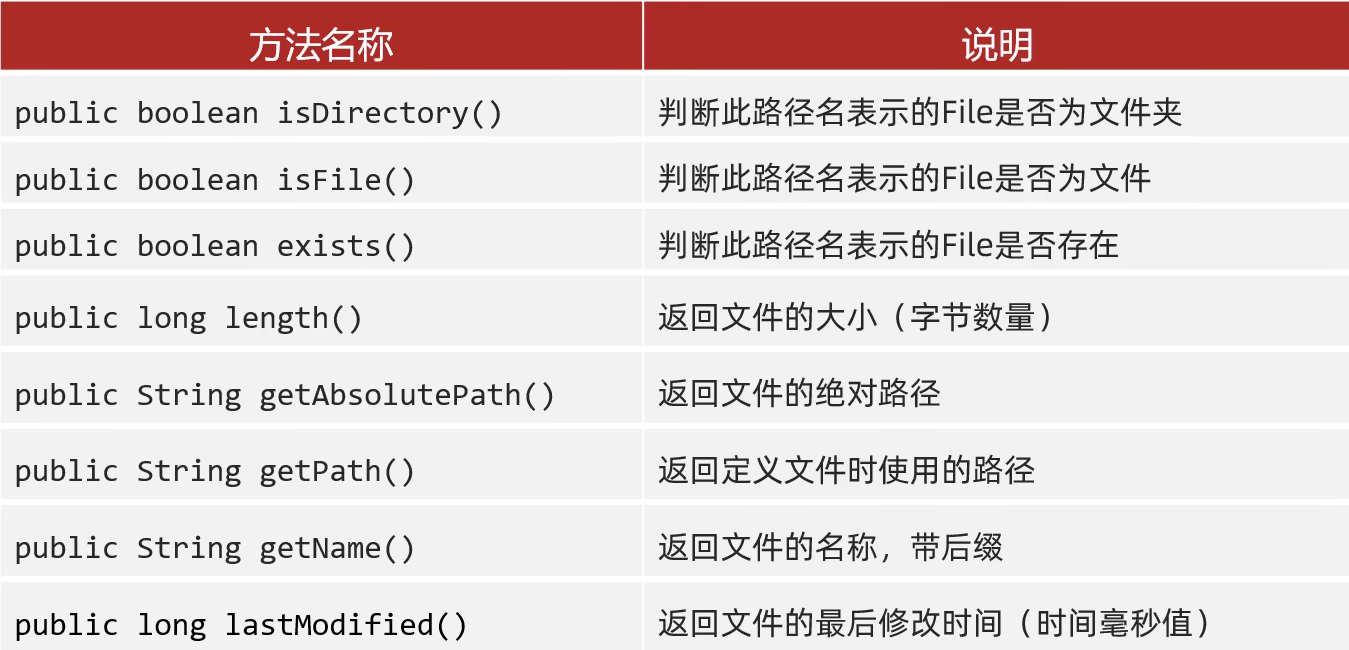 方法名称 说明
public boolean isDirectory() 判断此路径名表示的File是否为文件夹
public boolean isFile() 判断此路径名表示的File是否为文件
public boolean exists() 判断此路径名表示的File是否存在
public long length() 返回文件的大小（字节数量）
public String getAbsolutePath() 返回文件的绝对路径
public String getPath() 返回定义文件时使用的路径
public String getName() 返回文件的名称，带后缀
public long lastModified() 返回文件的最后修改时间（时间毫秒值）